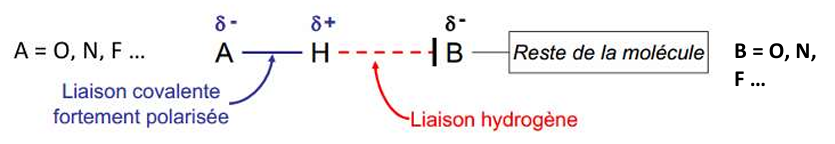 δ - δ+ δ-
A = O, N, F ... A H B Reste de la molécule B = O, N,
F ...
Liaison covalente
fortement polarisée
Liaison hydrogène